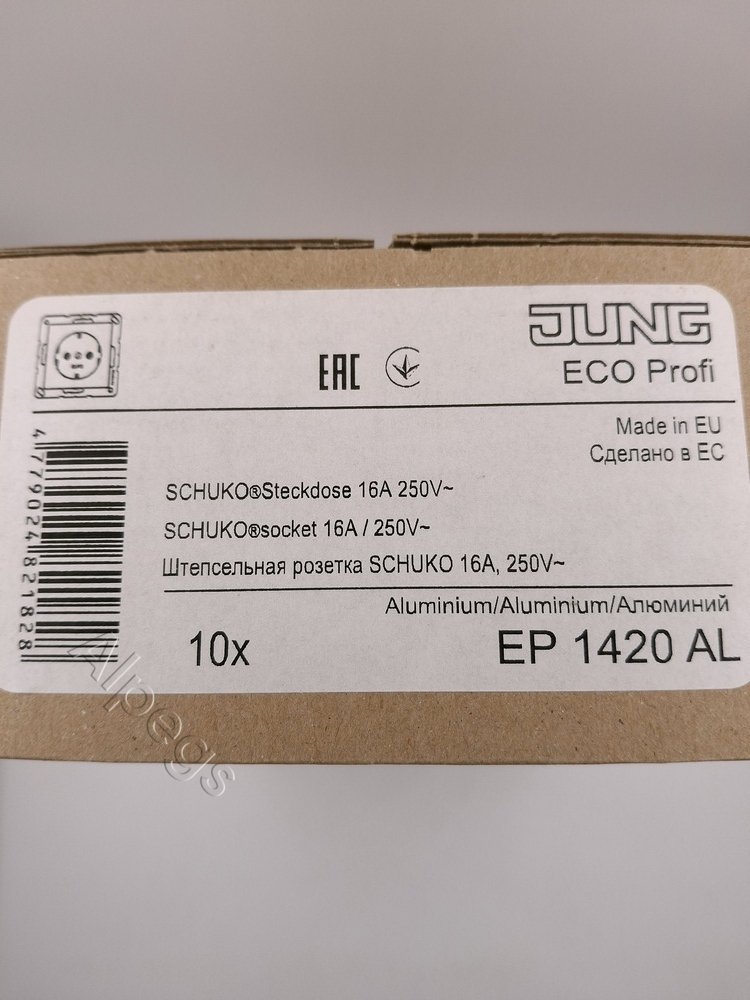 JUNG
ECO Profi
EAC
Made in EU
Сделано в ЕС
4779024821828
SCHUKO®Steckdose 16A 250V~
SCHUKO®socket 16A / 250V~
Штепсельная розетка SCHUKO 16A, 250V~
Aluminium/Aluminium/Алюминий
10x
EP 1420 AL
Alpegs